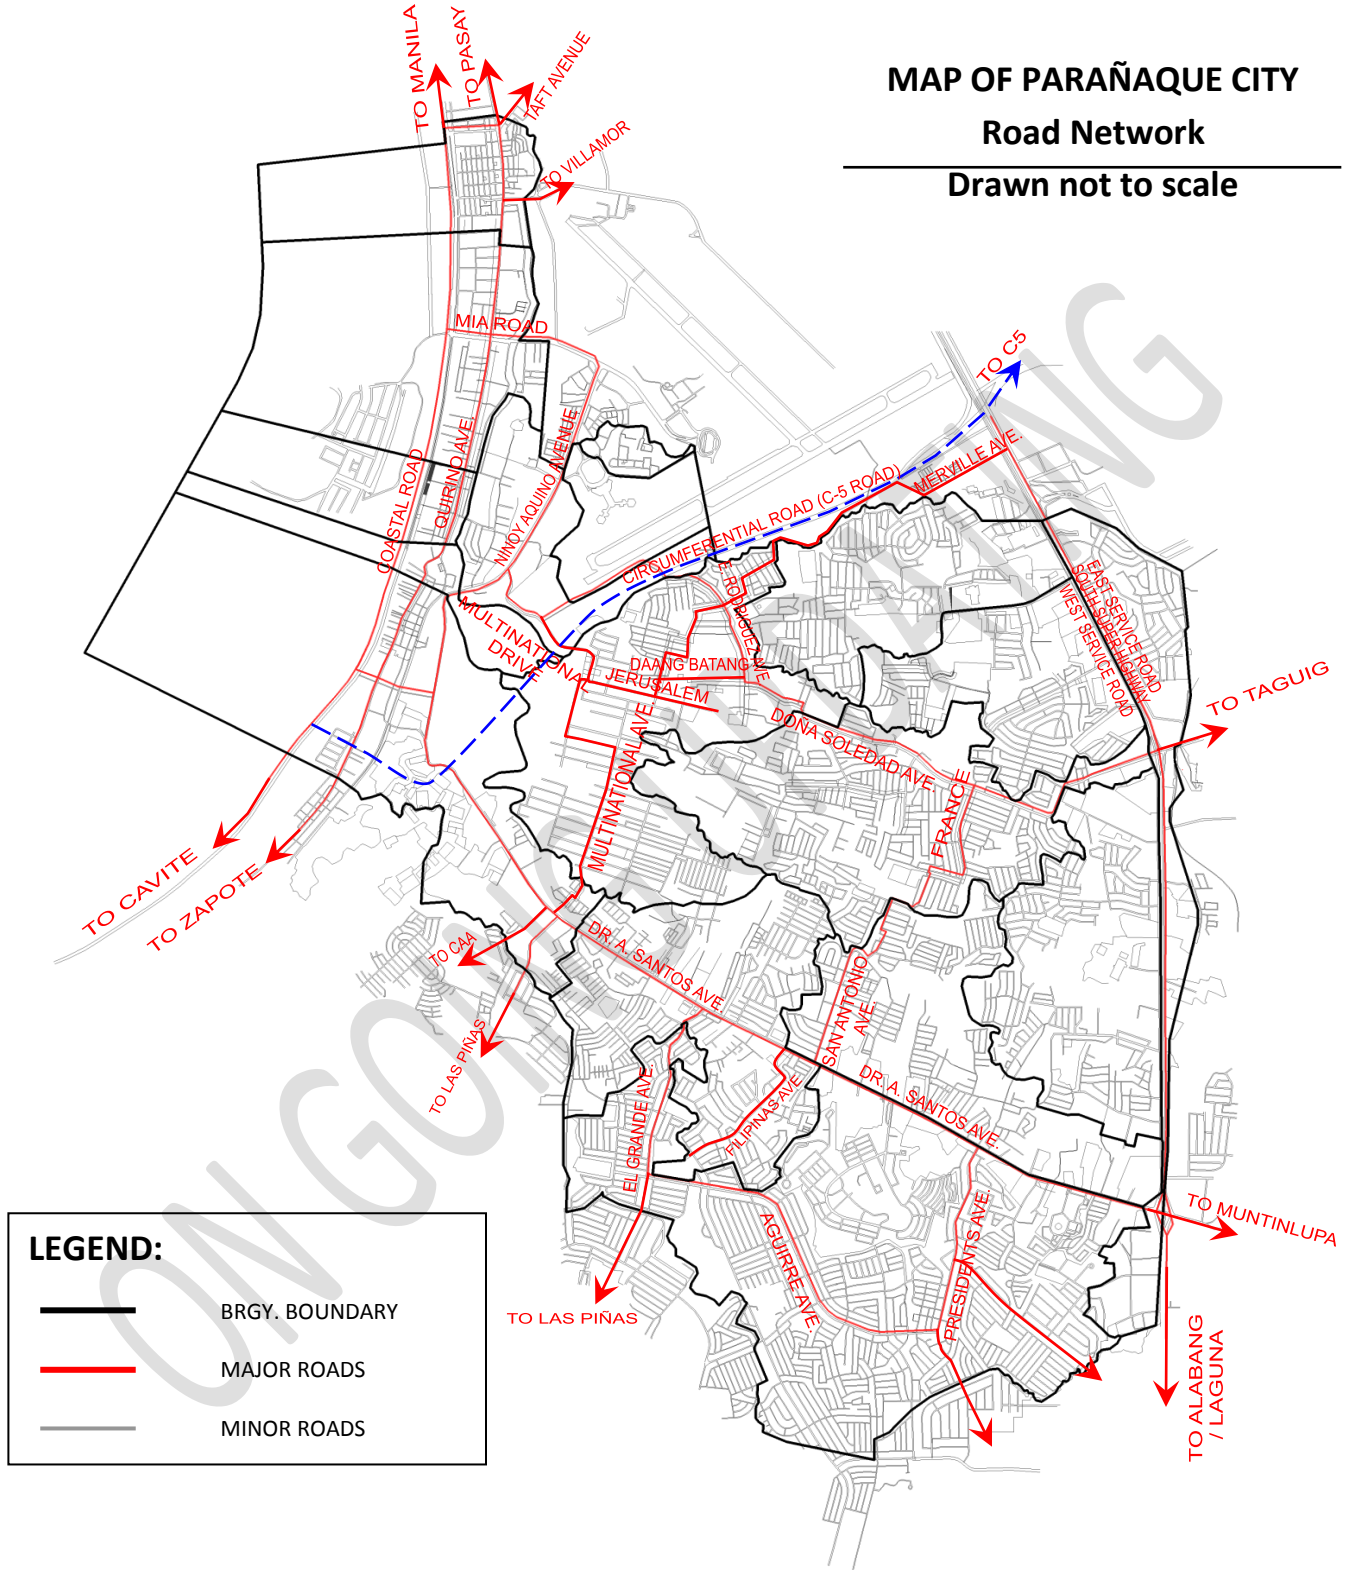 MAP OF PARAÑAQUE CITY
Road Network
Drawn not to scale
TO MANILA
TO PASAY
TAFT AVENUE
TO VILLAMOR
MIA ROAD
TO C5
COASTAL ROAD
QUIRINO AVE.
NINOY AQUINO AVENUE
CIRCUMFERENTIAL ROAD (C-5 ROAD)
MERVILLE AVE.
EAST SERVICE ROAD
SOUTH SUPER HIGHWAY
WEST SERVICE ROAD
MULTINATIONAL
DRIVE
E. RODRIGUEZ AVE
DAANG BATANG
JERUSALEM
TO TAGUIG
DOÑA SOLEDAD AVE.
MULTINATIONAL AVE.
FRANCE
TO CAVITE
TO ZAPOTE
TO CAA
DR. A. SANTOS AVE.
SAN ANTONIO
AVE.
TO LAS PIÑAS
EL GRANDE AVE.
FILIPINAS AVE
DR. A. SANTOS AVE.
AGUIRRE AVE.
PRESIDENTS AVE.
TO MUNTINLUPA
TO LAS PIÑAS
TO ALABANG
/ LAGUNA
ON GOING UPDATING
LEGEND:
BRGY. BOUNDARY
MAJOR ROADS
MINOR ROADS